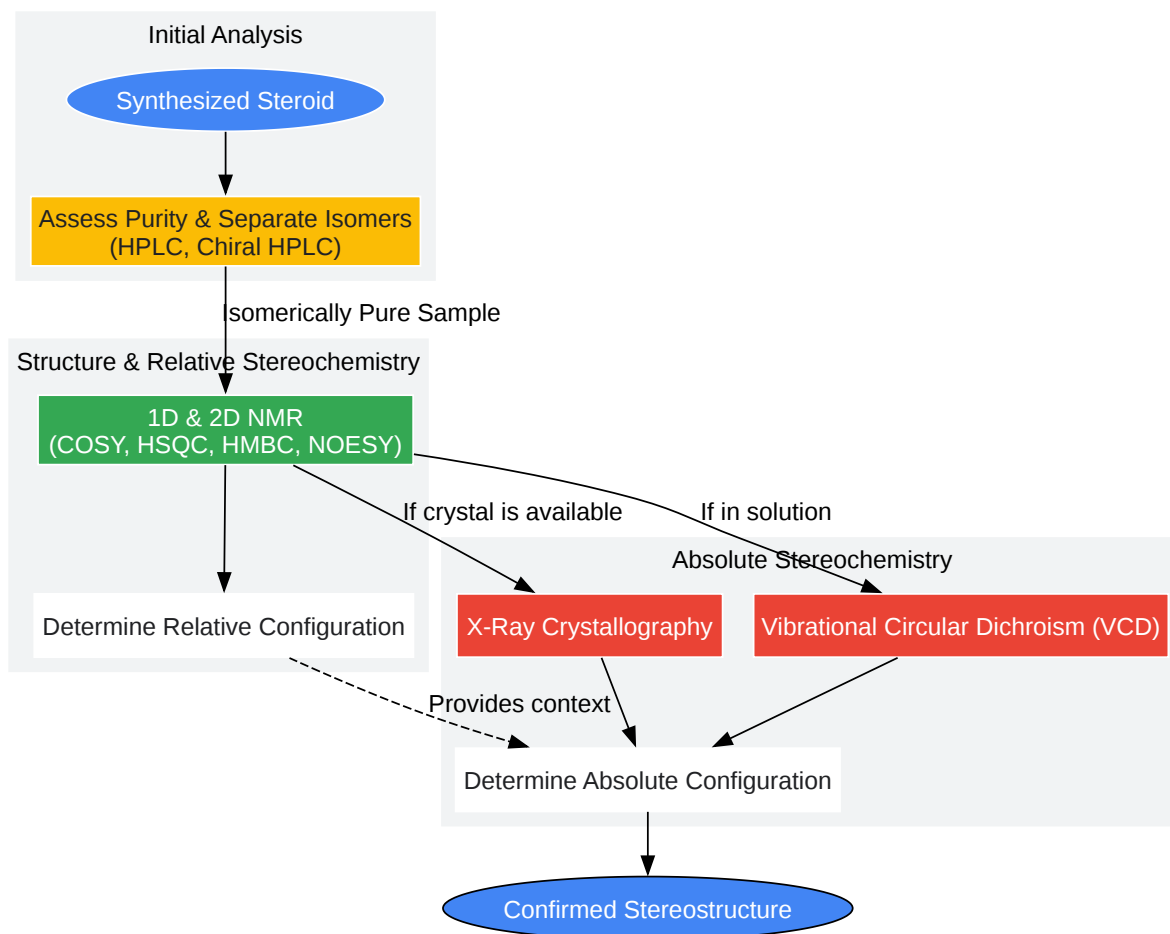 Initial Analysis
Synthesized Steroid
Assess Purity & Separate Isomers
(HPLC, Chiral HPLC)
Isomerically Pure Sample
Structure & Relative Stereochemistry
1D & 2D NMR
(COSY, HSQC, HMBC, NOESY)
If crystal is available
If in solution
Absolute Stereochemistry
Determine Relative Configuration
X-Ray Crystallography
Vibrational Circular Dichroism (VCD)
Provides context
Determine Absolute Configuration
Confirmed Stereostructure